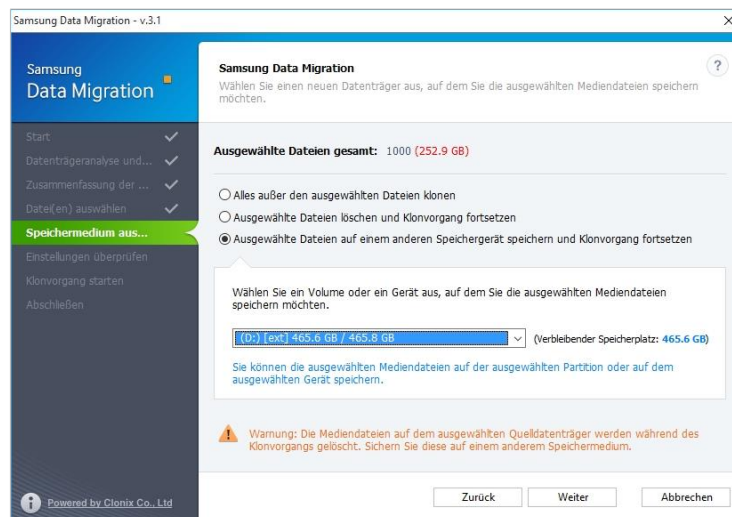 Samsung Data Migration - v.3.1
Samsung
Data Migration
Start
Datenträgeranalyse und...
Zusammenfassung der ...
Datei(en) auswählen
Speichermedium aus...
Einstellungen überprüfen
Klonvorgang starten
Abschließen
Powered by Clonix Co., Ltd
Samsung Data Migration
?
Wählen Sie einen neuen Datenträger aus, auf dem Sie die ausgewählten Mediendateien speichern
möchten.
Ausgewählte Dateien gesamt: 1000 (252.9 GB)
Alles außer den ausgewählten Dateien klonen
Ausgewählte Dateien löschen und Klonvorgang fortsetzen
Ausgewählte Dateien auf einem anderen Speichergerät speichern und Klonvorgang fortsetzen
Wählen Sie ein Volume oder ein Gerät aus, auf dem Sie die ausgewählten Mediendateien
speichern möchten.
(D:) [ext] 465.6 GB / 465.8 GB
(Verbleibender Speicherplatz: 465.6 GB)
Sie können die ausgewählten Mediendateien auf der ausgewählten Partition oder auf dem
ausgewählten Gerät speichern.
Warnung: Die Mediendateien auf dem ausgewählten Quelldatenträger werden während des
Klonvorgangs gelöscht. Sichern Sie diese auf einem anderem Speichermedium.
Zurück
Weiter
Abbrechen